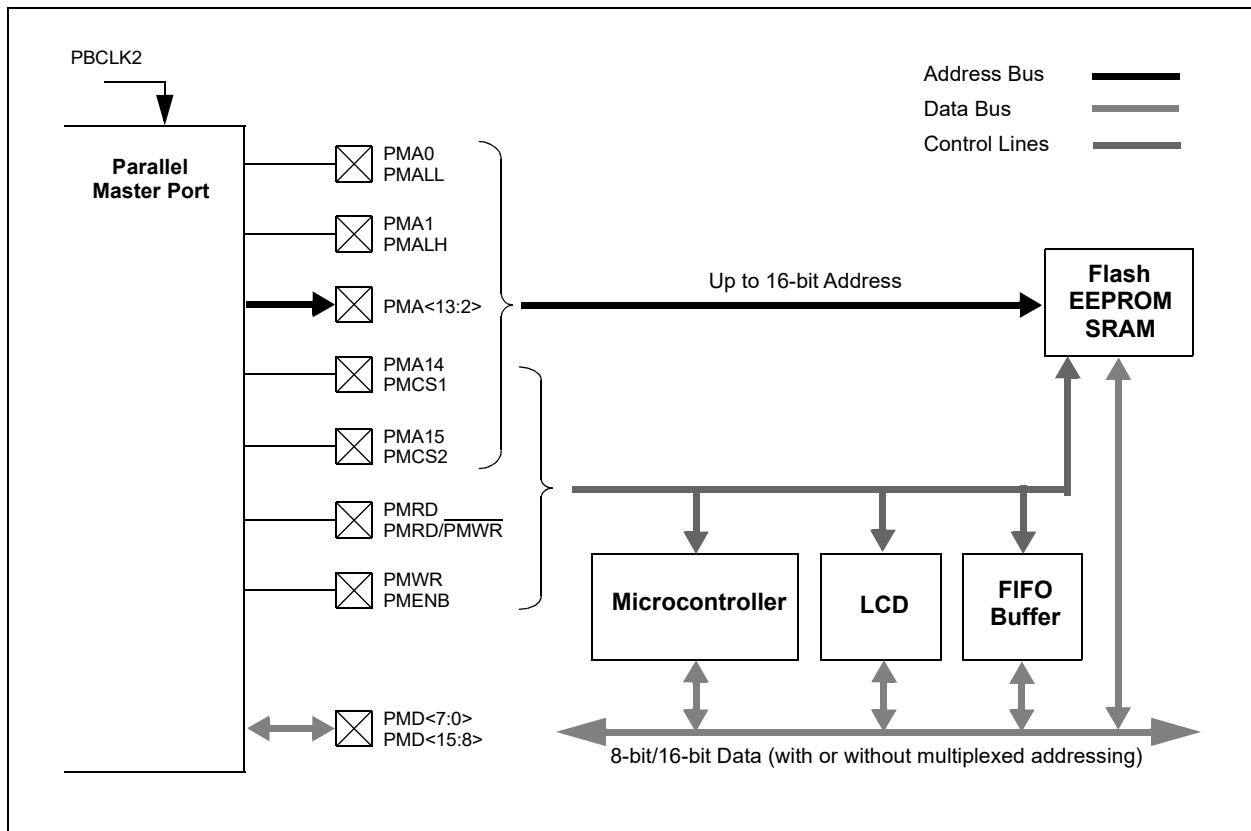 PBCLK2
Parallel
Master Port
PMA0
PMALL
PMA1
PMALH
PMA<13:2>
PMA14
PMCS1
PMA15
PMCS2
PMRD
PMRD/PMWR
PMWR
PMENB
PMD<7:0>
PMD<15:8>
Address Bus
Data Bus
Control Lines
Up to 16-bit Address
Flash
EEPROM
SRAM
Microcontroller
LCD
FIFO
Buffer
8-bit/16-bit Data (with or without multiplexed addressing)